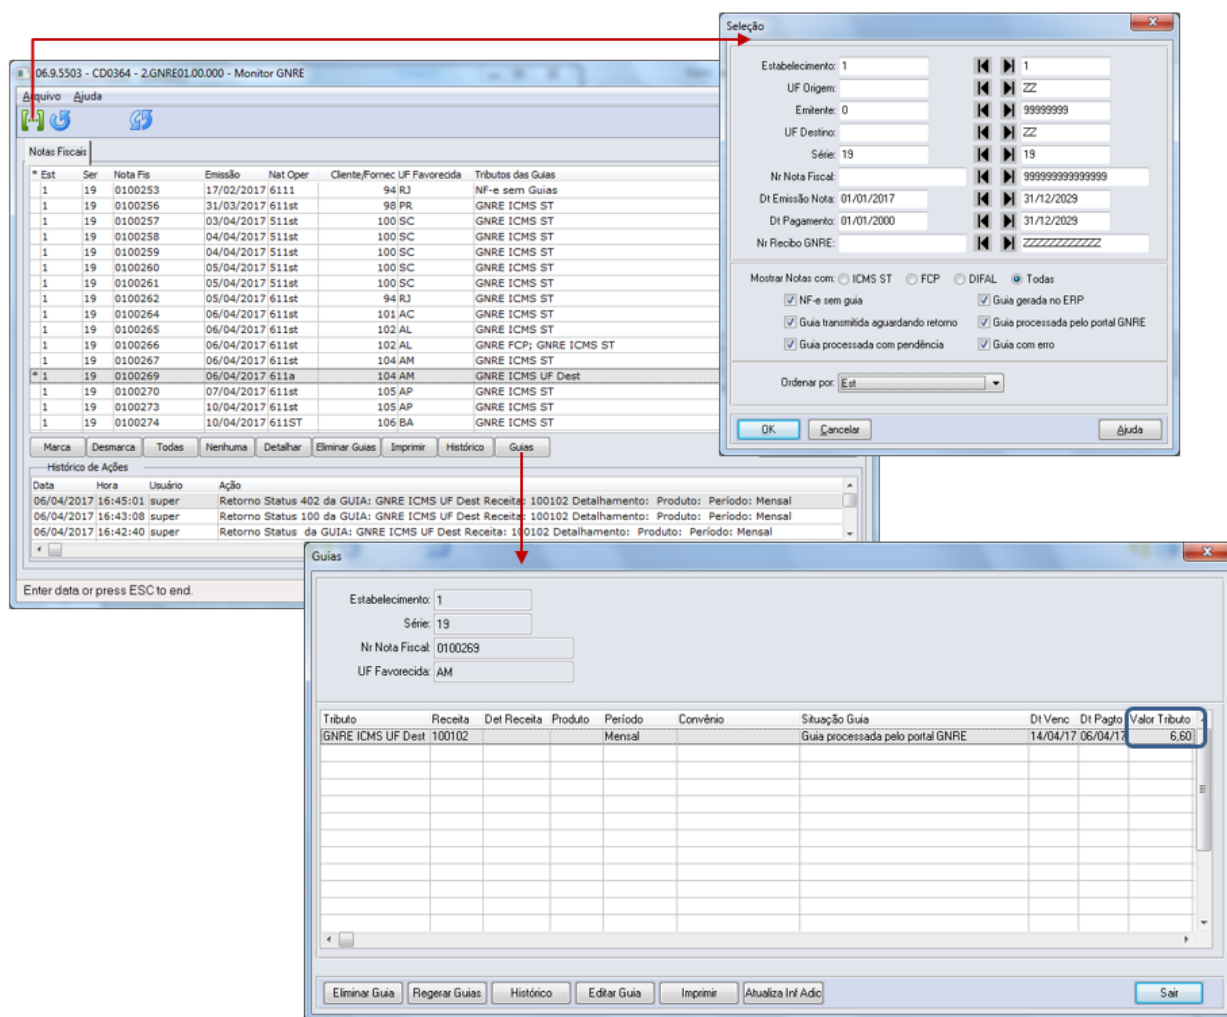 Seleção
Estabelecimento: 1 1
UF Origem: ZZ
Emitente: 0 99999999
UF Destino: ZZ
Série: 19 19
Nr Nota Fiscal: 999999999999999
Dt Emissão Nota: 01/01/2017 31/12/2029
Dt Pagamento: 01/01/2000 31/12/2029
Nr Recibo GNRE: ZZZZZZZZZZZZ
Mostrar Notas com: ICMS ST FCP DIFAL Todas
NF-e sem guia Guia gerada no ERP
Guia transmitida aguardando retorno Guia processada pelo portal GNRE
Guia processada com pendência Guia com erro
Ordenar por: Est
OK Cancelar Ajuda
06.9.5503 - CD0364 - 2.GNRE01.00.000 - Monitor GNRE
Arquivo Ajuda
Notas Fiscais
* Est Ser Nota Fis Emissão Nat Oper Cliente/Fornec UF Favorecida Tributos das Guias
1 19 0100253 17/02/2017 6111 94 RJ NF-e sem Guias
1 19 0100256 31/03/2017 611st 98 PR GNRE ICMS ST
1 19 0100257 03/04/2017 511st 100 SC GNRE ICMS ST
1 19 0100258 04/04/2017 511st 100 SC GNRE ICMS ST
1 19 0100259 04/04/2017 511st 100 SC GNRE ICMS ST
1 19 0100260 05/04/2017 511st 100 SC GNRE ICMS ST
1 19 0100261 05/04/2017 511st 100 SC GNRE ICMS ST
1 19 0100262 05/04/2017 611st 94 RJ GNRE ICMS ST
1 19 0100264 06/04/2017 611st 101 AC GNRE ICMS ST
1 19 0100265 06/04/2017 611st 102 AL GNRE ICMS ST
1 19 0100266 06/04/2017 611st 102 AL GNRE FCP; GNRE ICMS ST
1 19 0100267 06/04/2017 611st 104 AM GNRE ICMS ST
* 1 19 0100269 06/04/2017 611a 104 AM GNRE ICMS UF Dest
1 19 0100270 07/04/2017 611st 105 AP GNRE ICMS ST
1 19 0100273 10/04/2017 611st 105 AP GNRE ICMS ST
1 19 0100274 10/04/2017 611ST 106 BA GNRE ICMS ST
Marca Desmarca Todas Nenhuma Detalhar Eliminar Guias Imprimir Histórico Guias
Histórico de Ações
Data Hora Usuário Ação
06/04/2017 16:45:01 super Retorno Status 402 da GUIA: GNRE ICMS UF Dest Receita: 100102 Detalhamento: Produto: Período: Mensal
06/04/2017 16:43:08 super Retorno Status 100 da GUIA: GNRE ICMS UF Dest Receita: 100102 Detalhamento: Produto: Período: Mensal
06/04/2017 16:42:40 super Retorno Status da GUIA: GNRE ICMS UF Dest Receita: 100102 Detalhamento: Produto: Período: Mensal
Enter data or press ESC to end.
Guias
Estabelecimento: 1
Série: 19
Nr Nota Fiscal: 0100269
UF Favorecida: AM
Tributo Receita Det Receita Produto Período Convênio Situação Guia Dt Venc Dt Pagto Valor Tributo
GNRE ICMS UF Dest 100102 Mensal Guia processada pelo portal GNRE 14/04/17 06/04/17 6,60
Eliminar Guia Regerar Guias Histórico Editar Guia Imprimir Atualiza Inf Adic Sair